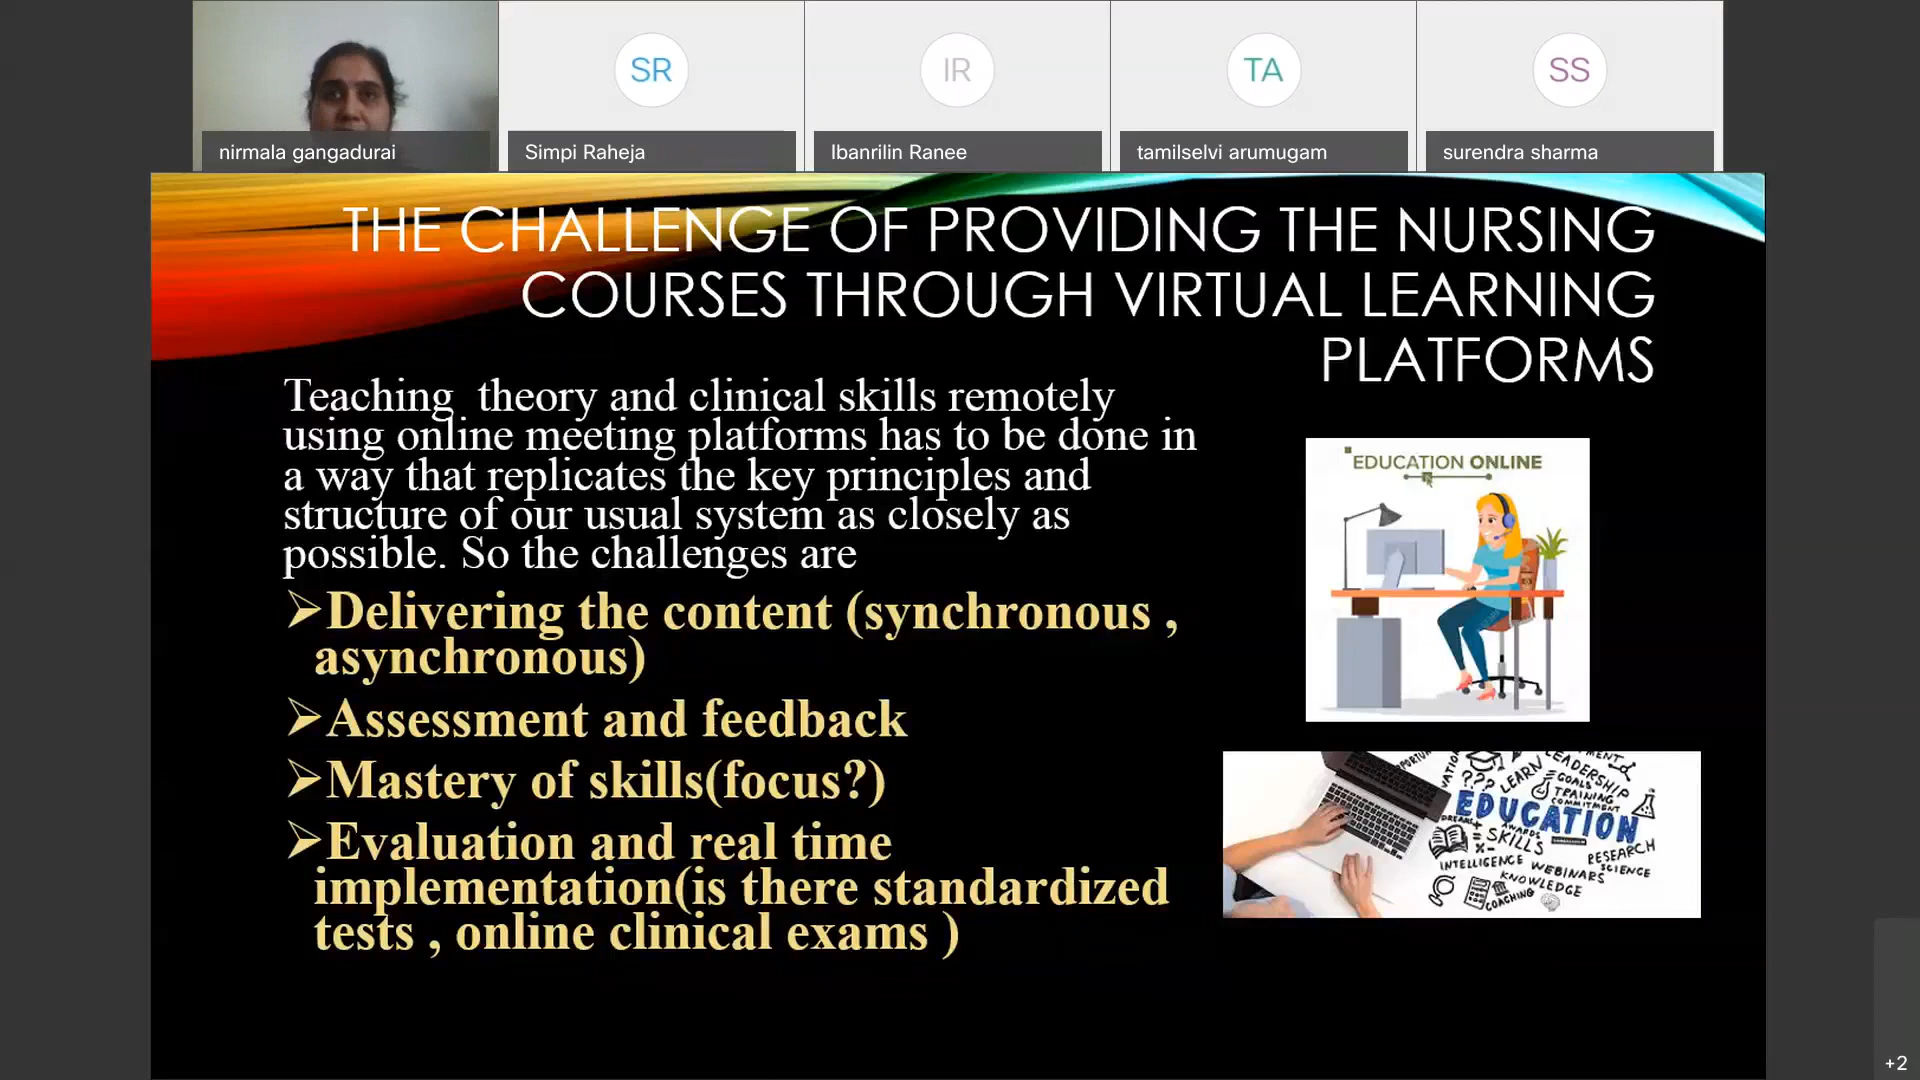 SR
IR
TA
SS
nirmala gangadurai
Simpi Raheja
Ibanrilin Ranee
tamilselvi arumugam
surendra sharma
THE CHALLENGE OF PROVIDING THE NURSING
COURSES THROUGH VIRTUAL LEARNING
PLATFORMS
Teaching theory and clinical skills remotely
using online meeting platforms has to be done in
a way that replicates the key principles and
structure of our usual system as closely as
possible. So the challenges are
➢Delivering the content (synchronous ,
asynchronous)
➢Assessment and feedback
➢Mastery of skills(focus?)
➢Evaluation and real time
implementation(is there standardized
tests , online clinical exams )
EDUCATION ONLINE
LEADERSHIP
??? LEARN
GOALS
TRAINING
COMMITMENT
EDUCATION
SKILLS
RESEARCH
INTELLIGENCE WEBINARS SCIENCE
KNOWLEDGE
COACHING
+2